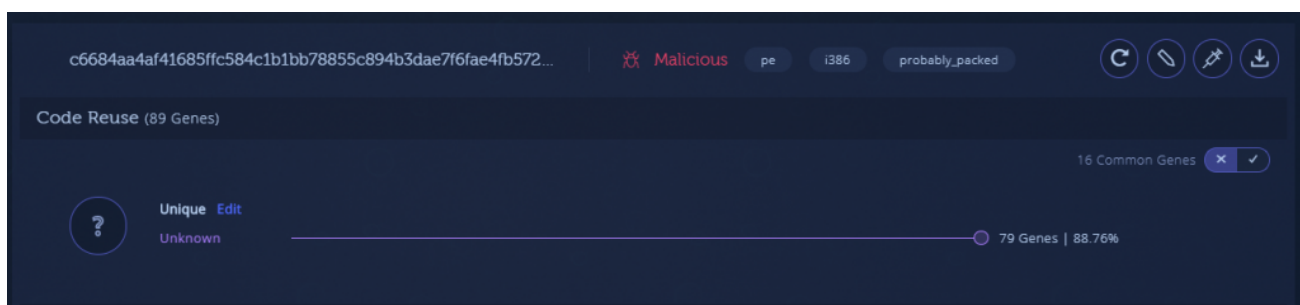 c6684aa4af41685ffc584c1b1bb78855c894b3dae7f6fae4fb572... Malicious pe i386 probably_packed
Code Reuse (89 Genes)
16 Common Genes
Unique Edit
Unknown 79 Genes | 88.76%